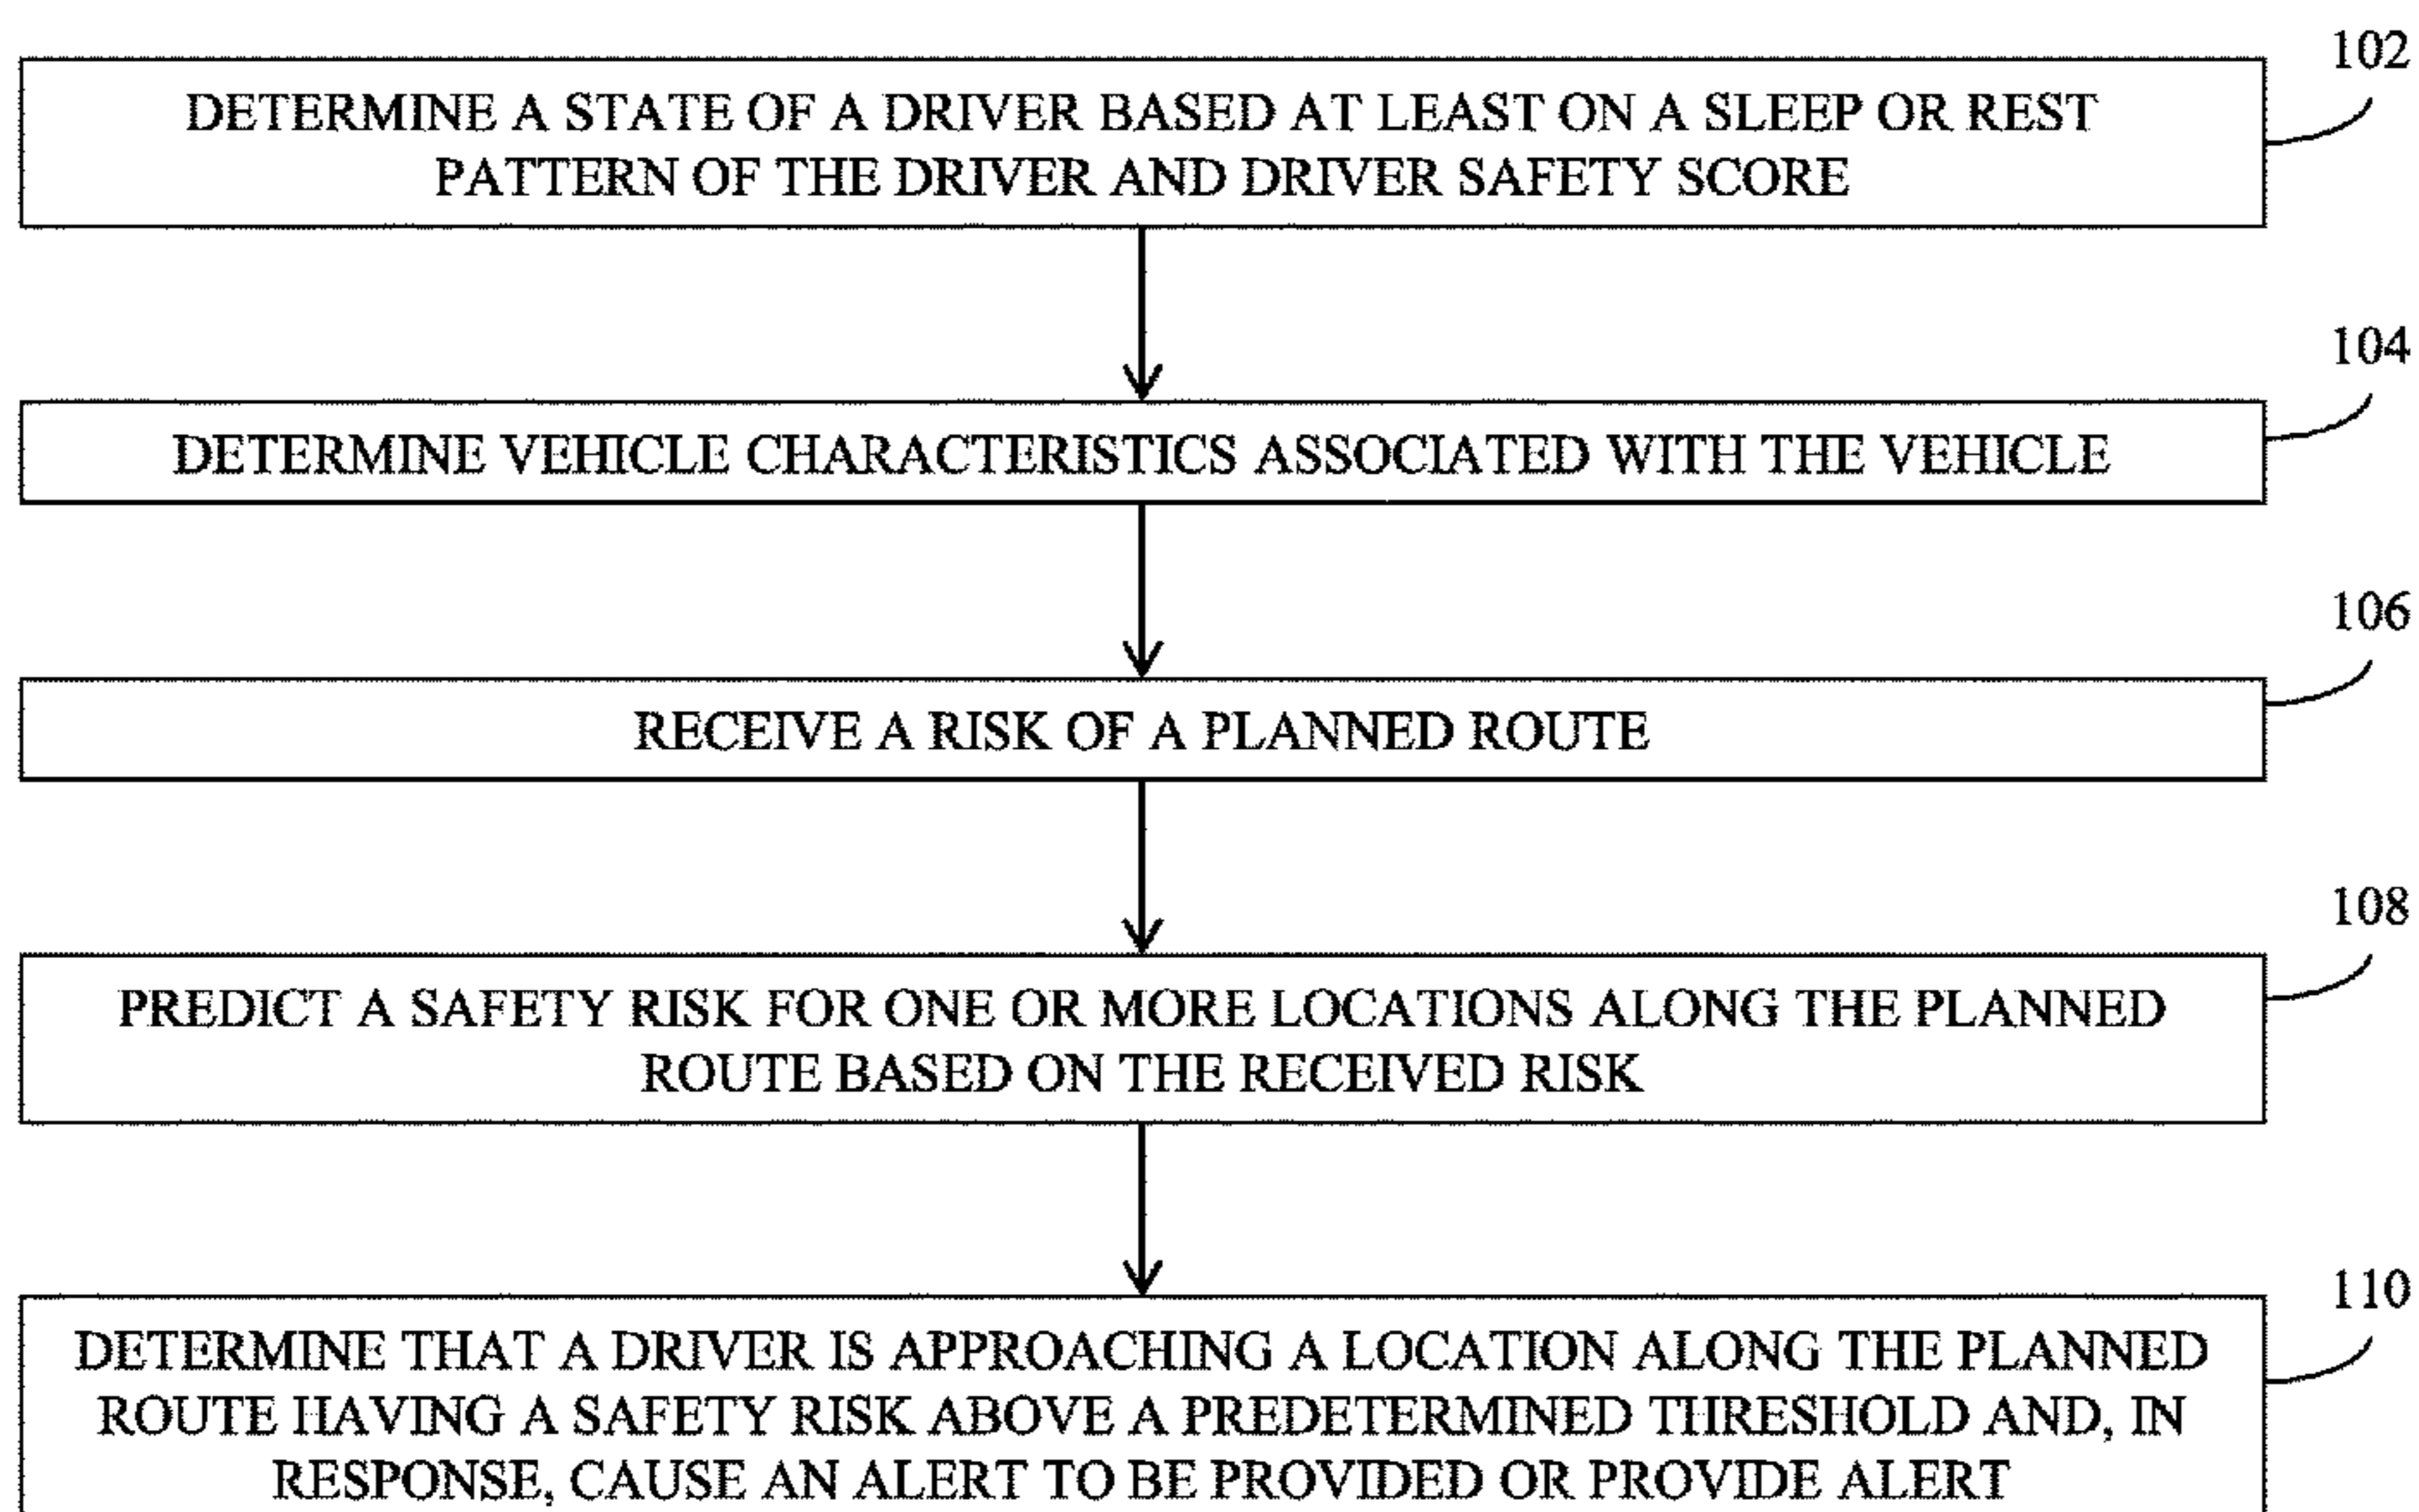 102
DETERMINE A STATE OF A DRIVER BASED AT LEAST ON A SLEEP OR REST
PATTERN OF THE DRIVER AND DRIVER SAFETY SCORE
104
DETERMINE VEHICLE CHARACTERISTICS ASSOCIATED WITH THE VEHICLE
106
RECEIVE A RISK OF A PLANNED ROUTE
108
PREDICT A SAFETY RISK FOR ONE OR MORE LOCATIONS ALONG THE PLANNED
ROUTE BASED ON THE RECEIVED RISK
110
DETERMINE THAT A DRIVER IS APPROACHING A LOCATION ALONG THE PLANNED
ROUTE HAVING A SAFETY RISK ABOVE A PREDETERMINED THRESHOLD AND, IN
RESPONSE, CAUSE AN ALERT TO BE PROVIDED OR PROVIDE ALERT